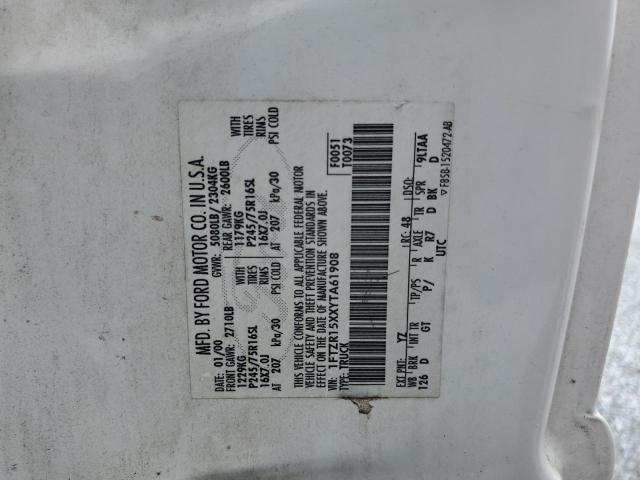 MFD. BY FORD MOTOR CO. IN U.S.A.
DATE: 01/00 GVWR: 5080LB/ 2304KG
FRONT GAWR: 2710LB REAR GAWR: 2600LB
1229KG WITH 1179KG WITH
P245/75R16SL TIRES P245/75R16SL TIRES
16X7.0J RIMS 16X7.0J RIMS
AT 207 kPa/30 PSI COLD AT 207 kPa/30 PSI COLD
THIS VEHICLE CONFORMS TO ALL APPLICABLE FEDERAL MOTOR
VEHICLE SAFETY AND THEFT PREVENTION STANDARDS IN
EFFECT ON THE DATE OF MANUFACTURE SHOWN ABOVE.
VIN: 1FTZR15XXYTA61908 F0051
TYPE: TRUCK T0073
EXT PNT: YZ RC: 48 DSO:
WB BRK INT TR TP/PS R AXLE TR SPR 9LTAA
126 D GT P/ K R7 D BK D
UTC ▽F85B-1520472-AB